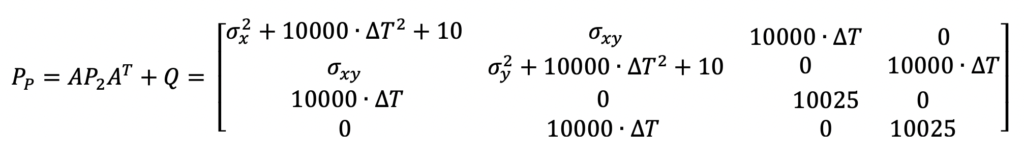 σ_x^2 + 10000 · ΔT^2 + 10 σ_xy 10000 · ΔT 0
P_P = AP_2A^T + Q = σ_xy σ_y^2 + 10000 · ΔT^2 + 10 0 10000 · ΔT
10000 · ΔT 0 10025 0
0 10000 · ΔT 0 10025